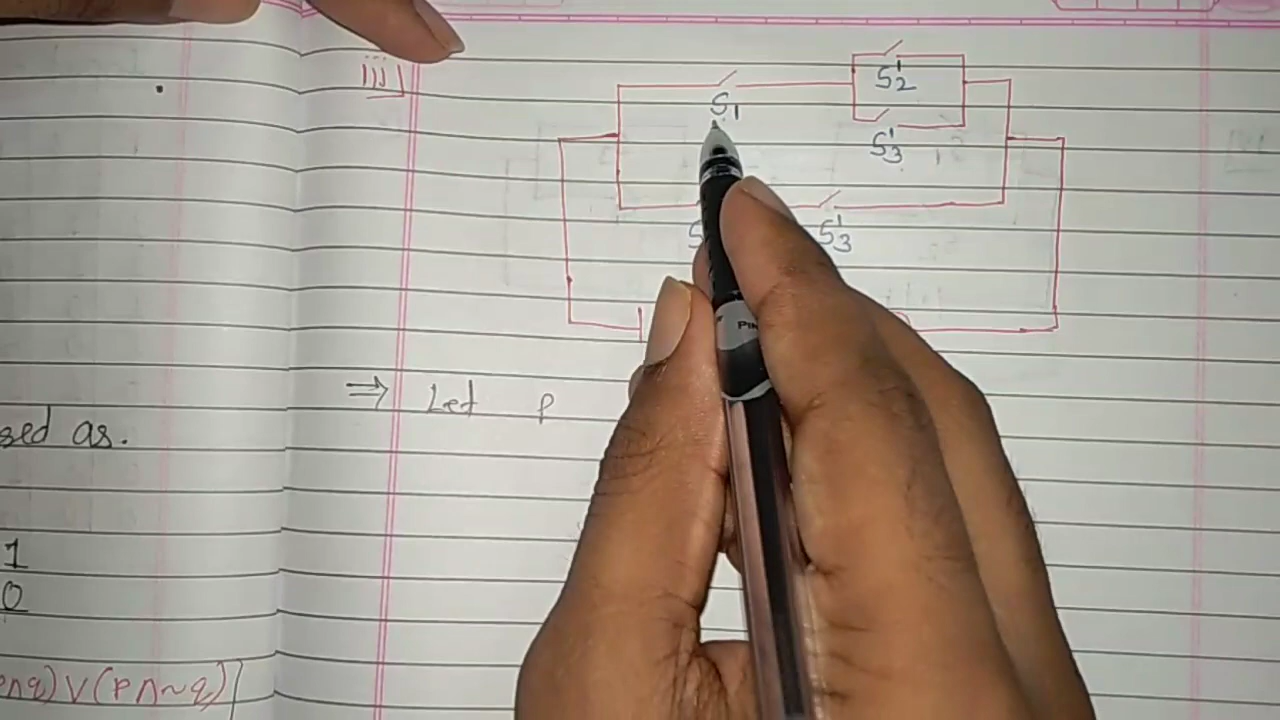 iii]
S'2
S1
S'3
S'3
⇒ Let p
sed as.
1
0
p∧q) ∨ (p ∧ ~q)]